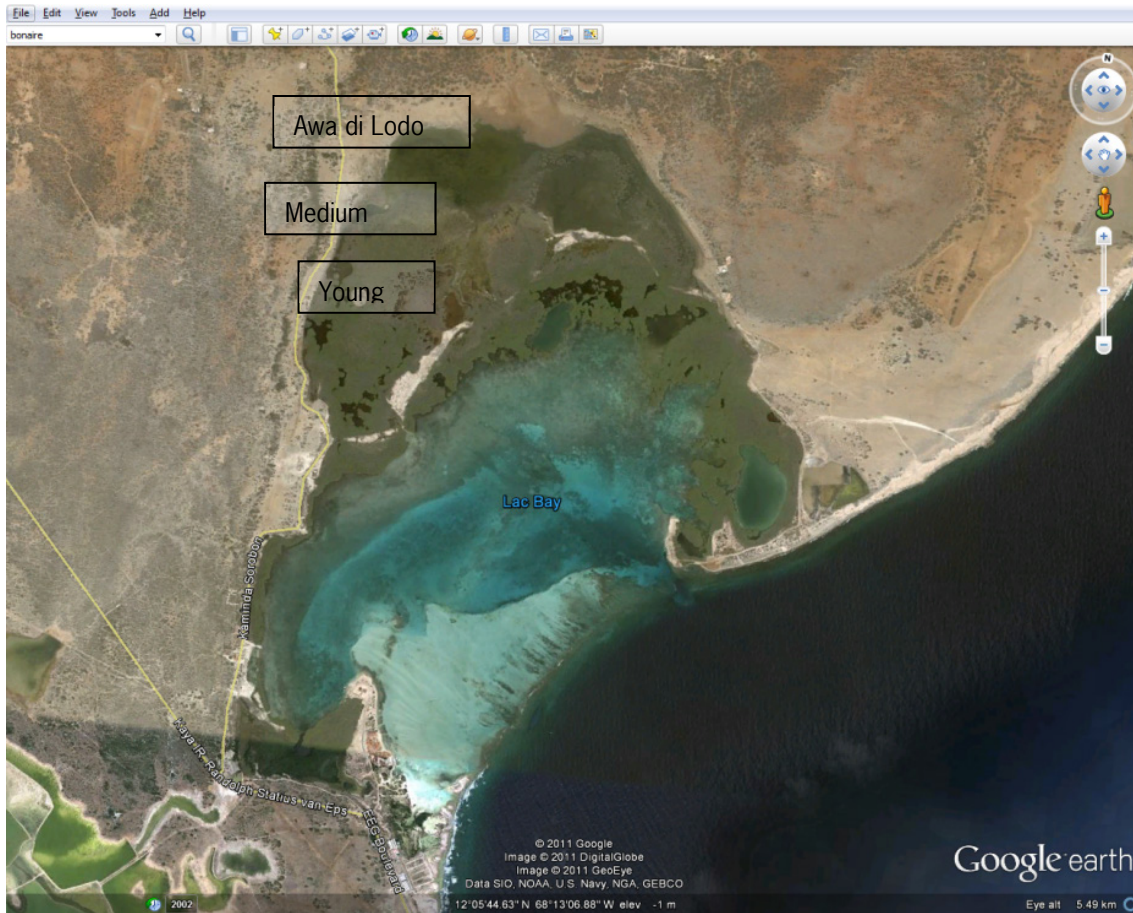 File Edit View Tools Add Help
bonaire
N
Awa di Lodo
Medium
Young
Lac Bay
Kaminda Sorobon
Kaya IR. Randolph Statius van Eps
EEG Boulevard
© 2011 Google
Image © 2011 DigitalGlobe
Image © 2011 GeoEye
Data SIO, NOAA, U.S. Navy, NGA, GEBCO
Google earth
2002
12°05'44.63" N 68°13'06.88" W elev -1 m
Eye alt 5.49 km